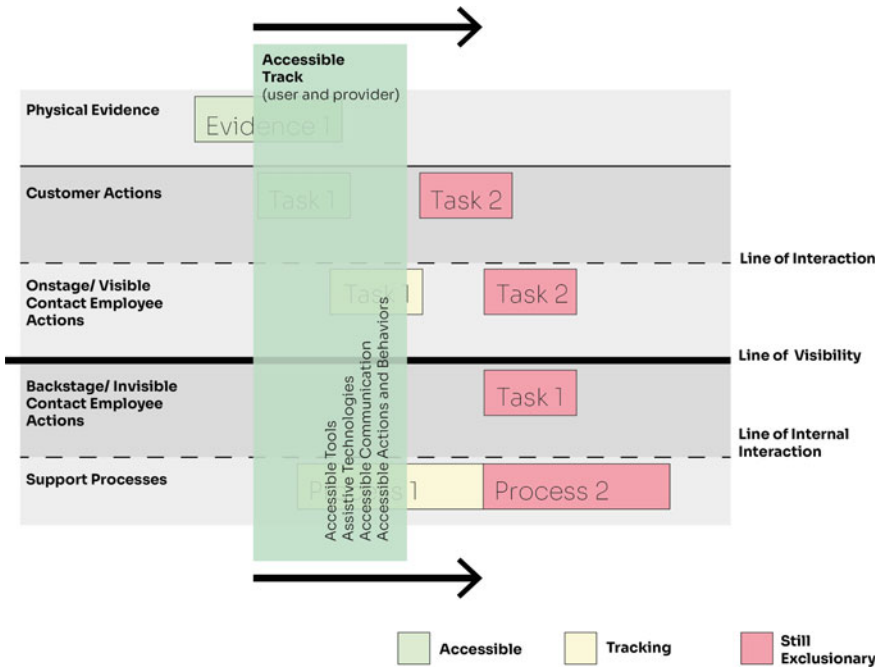 Accessible
Track
(user and provider)
Physical Evidence
Evidence 1
Customer Actions
Task 1
Task 2
Line of Interaction
Onstage/ Visible
Contact Employee
Actions
Task 1
Task 2
Line of Visibility
Backstage/ Invisible
Contact Employee
Actions
Task 1
Line of Internal
Interaction
Support Processes
Process 1
Process 2
Accessible Tools
Assistive Technologies
Accessible Communication
Accessible Actions and Behaviors
Accessible
Tracking
Still
Exclusionary